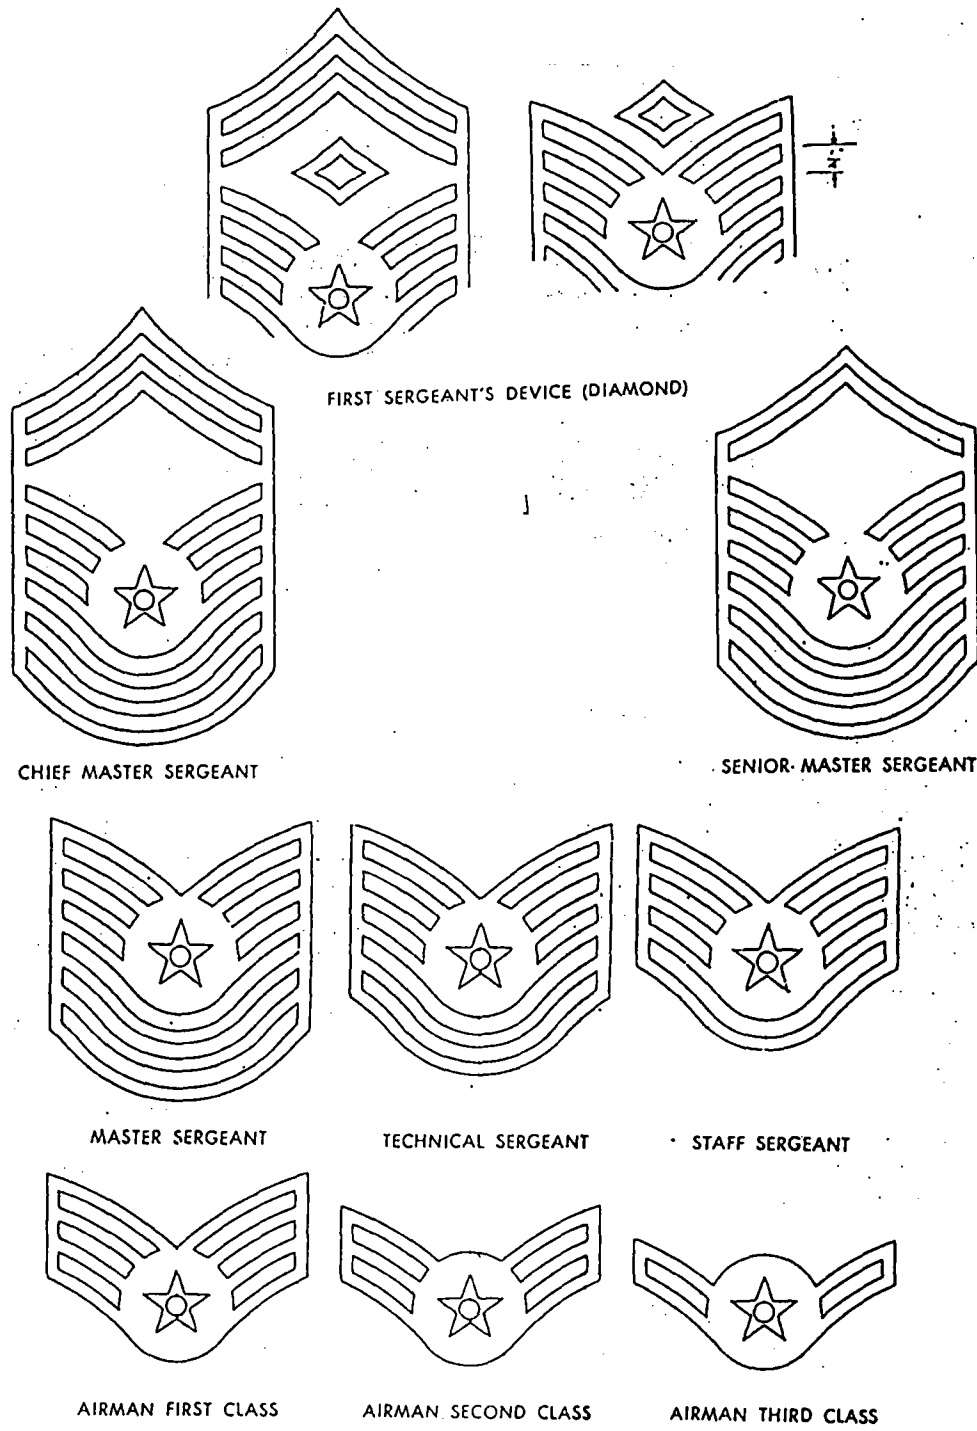 FIRST SERGEANT'S DEVICE (DIAMOND)
CHIEF MASTER SERGEANT
SENIOR MASTER SERGEANT
MASTER SERGEANT
TECHNICAL SERGEANT
STAFF SERGEANT
AIRMAN FIRST CLASS
AIRMAN SECOND CLASS
AIRMAN THIRD CLASS